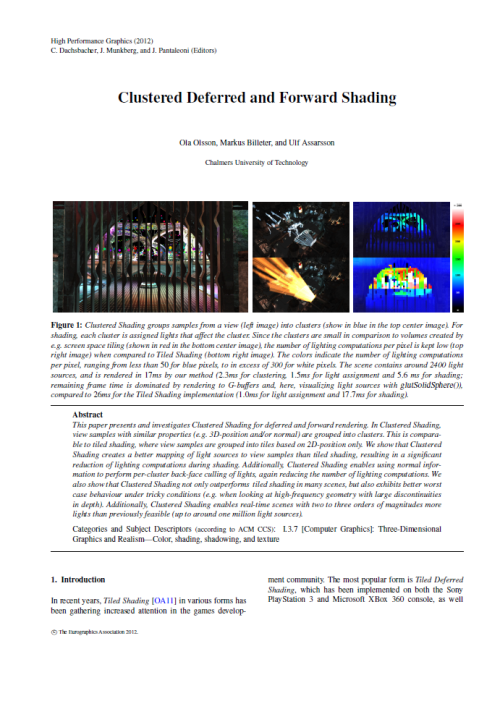 High Performance Graphics (2012)
C. Dachsbacher, J. Munkberg, and J. Pantaleoni (Editors)
Clustered Deferred and Forward Shading
Ola Olsson, Markus Billeter, and Ulf Assarsson
Chalmers University of Technology
Figure 1: Clustered Shading groups samples from a view (left image) into clusters (show in blue in the top center image). For
shading, each cluster is assigned lights that affect the cluster. Since the clusters are small in comparison to volumes created by
e.g. screen space tiling (shown in red in the bottom center image), the number of lighting computations per pixel is kept low (top
right image) when compared to Tiled Shading (bottom right image). The colors indicate the number of lighting computations
per pixel, ranging from less than 50 for blue pixels, to in excess of 300 for white pixels. The scene contains around 2400 light
sources, and is rendered in 17ms by our method (2.3ms for clustering, 1.5ms for light assignment and 5.6 ms for shading;
remaining frame time is dominated by rendering to G-buffers and, here, visualizing light sources with glutSolidSphere()),
compared to 26ms for the Tiled Shading implementation (1.0ms for light assignment and 17.7ms for shading).
Abstract
This paper presents and investigates Clustered Shading for deferred and forward rendering. In Clustered Shading,
view samples with similar properties (e.g. 3D-position and/or normal) are grouped into clusters. This is compara-
ble to tiled shading, where view samples are grouped into tiles based on 2D-position only. We show that Clustered
Shading creates a better mapping of light sources to view samples than tiled shading, resulting in a significant
reduction of lighting computations during shading. Additionally, Clustered Shading enables using normal infor-
mation to perform per-cluster back-face culling of lights, again reducing the number of lighting computations. We
also show that Clustered Shading not only outperforms tiled shading in many scenes, but also exhibits better worst
case behaviour under tricky conditions (e.g. when looking at high-frequency geometry with large discontinuities
in depth). Additionally, Clustered Shading enables real-time scenes with two to three orders of magnitudes more
lights than previously feasible (up to around one million light sources).
Categories and Subject Descriptors (according to ACM CCS): I.3.7 [Computer Graphics]: Three-Dimensional
Graphics and Realism—Color, shading, shadowing, and texture
1. Introduction
In recent years, Tiled Shading [OA11] in various forms has
been gathering increased attention in the games develop-
ment community. The most popular form is Tiled Deferred
Shading, which has been implemented on both the Sony
PlayStation 3 and Microsoft XBox 360 console, as well
© The Eurographics Association 2012.